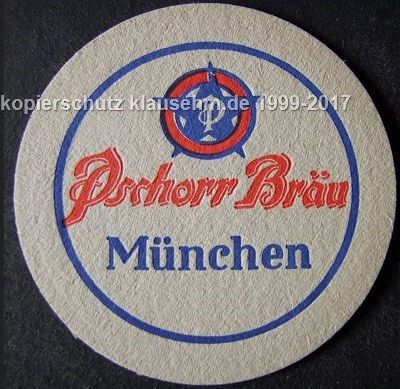 kopierschutz klausehm.de 1999-2017
P
Pschorr Bräu
München